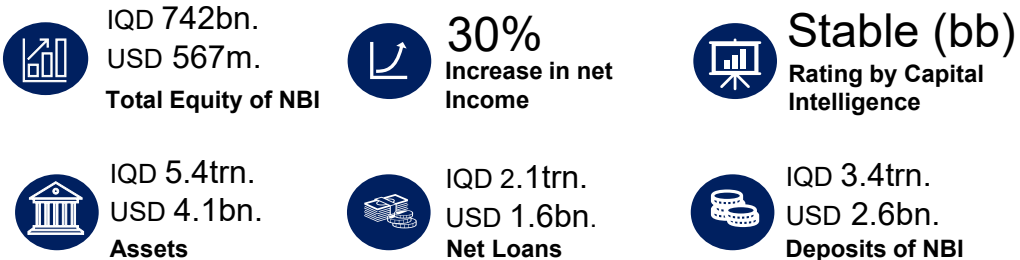 IQD 742bn.
USD 567m.
Total Equity of NBI
30%
Increase in net
Income
Stable (bb)
Rating by Capital
Intelligence
IQD 5.4trn.
USD 4.1bn.
Assets
IQD 2.1trn.
USD 1.6bn.
Net Loans
IQD 3.4trn.
USD 2.6bn.
Deposits of NBI